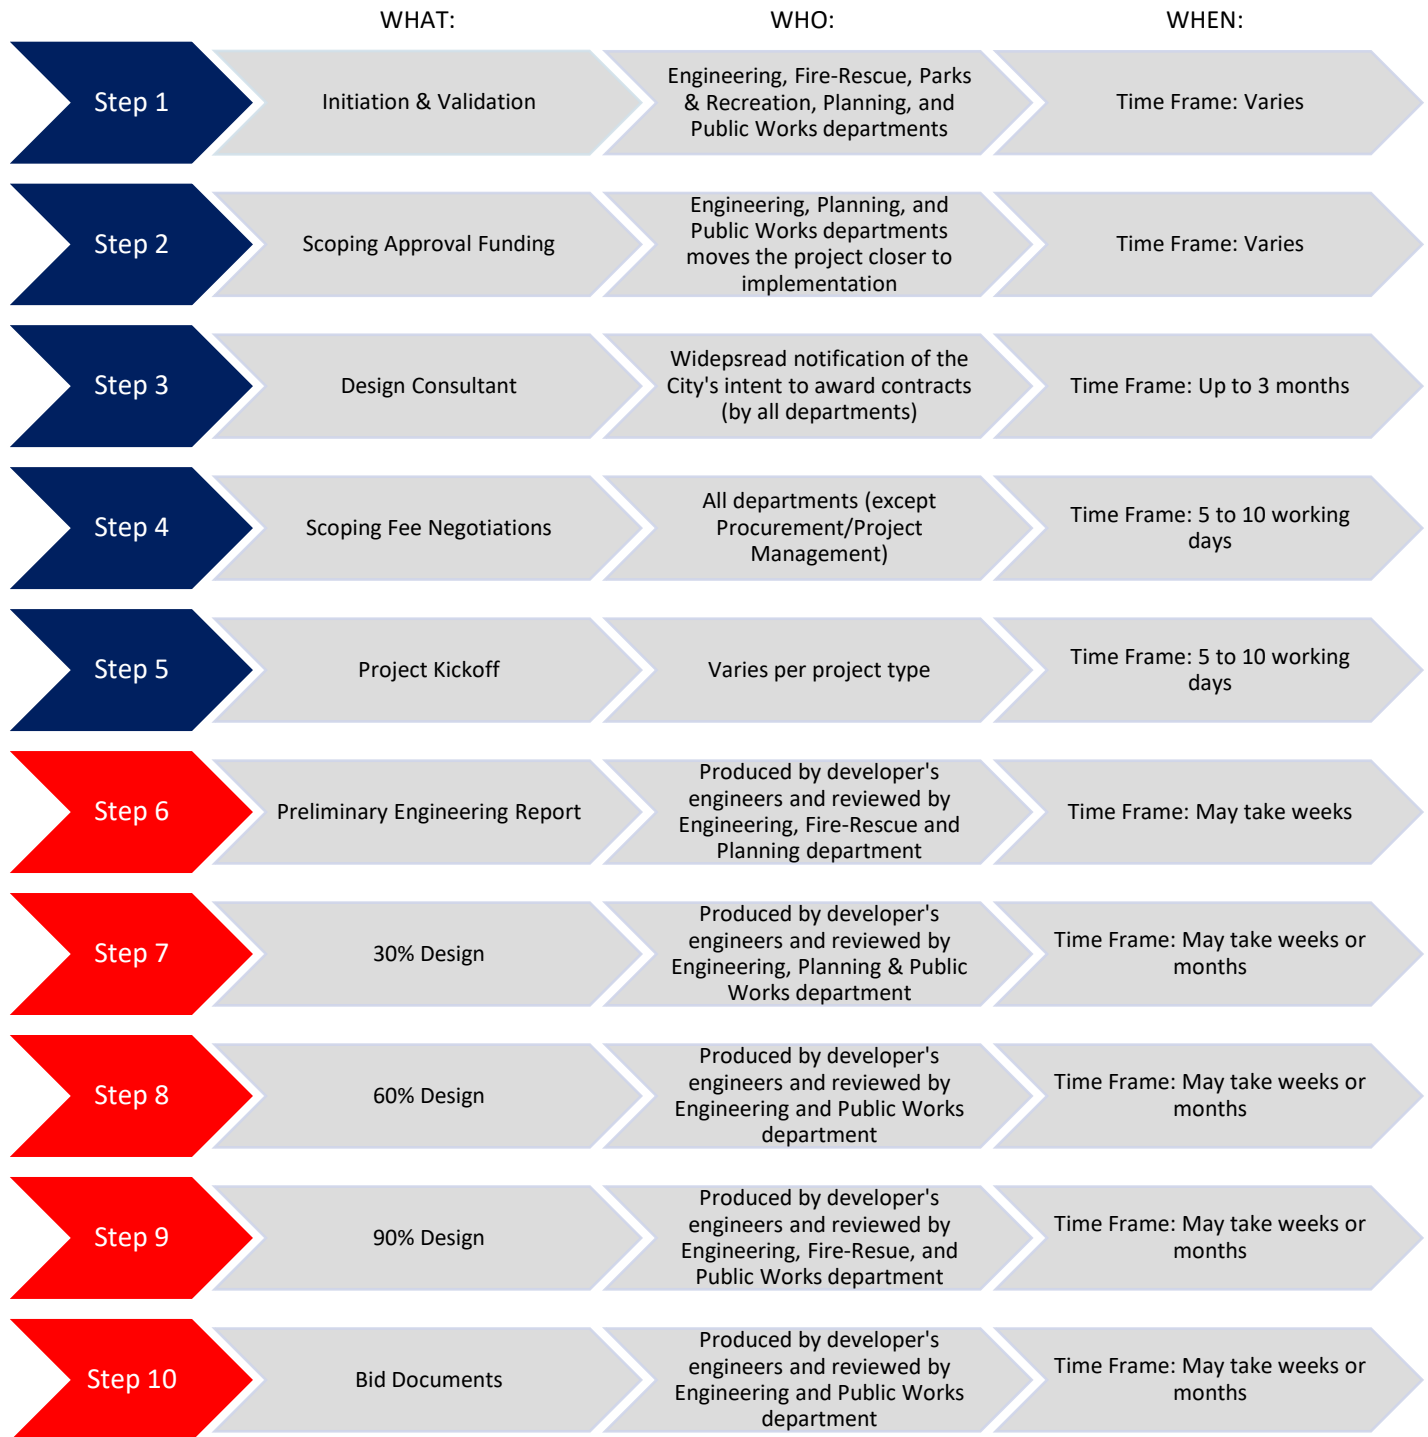 WHAT:
WHO:
WHEN:
Step 1
Initiation & Validation
Engineering, Fire-Rescue, Parks
& Recreation, Planning, and
Public Works departments
Time Frame: Varies
Step 2
Scoping Approval Funding
Engineering, Planning, and
Public Works departments
moves the project closer to
implementation
Time Frame: Varies
Step 3
Design Consultant
Widepsread notification of the
City's intent to award contracts
(by all departments)
Time Frame: Up to 3 months
Step 4
Scoping Fee Negotiations
All departments (except
Procurement/Project
Management)
Time Frame: 5 to 10 working
days
Step 5
Project Kickoff
Varies per project type
Time Frame: 5 to 10 working
days
Step 6
Preliminary Engineering Report
Produced by developer's
engineers and reviewed by
Engineering, Fire-Rescue and
Planning department
Time Frame: May take weeks
Step 7
30% Design
Produced by developer's
engineers and reviewed by
Engineering, Planning & Public
Works department
Time Frame: May take weeks or
months
Step 8
60% Design
Produced by developer's
engineers and reviewed by
Engineering and Public Works
department
Time Frame: May take weeks or
months
Step 9
90% Design
Produced by developer's
engineers and reviewed by
Engineering, Fire-Resue, and
Public Works department
Time Frame: May take weeks or
months
Step 10
Bid Documents
Produced by developer's
engineers and reviewed by
Engineering and Public Works
department
Time Frame: May take weeks or
months